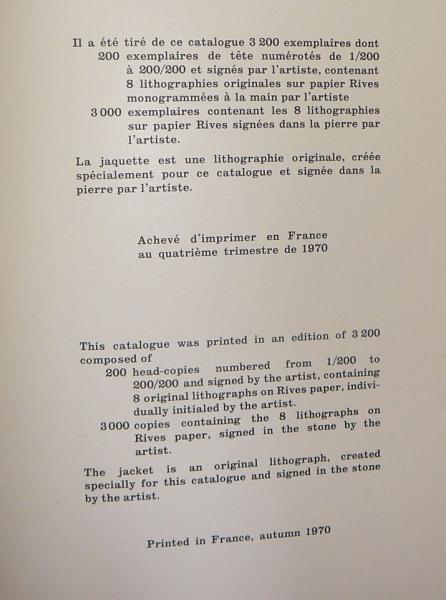 Il a été tiré de ce catalogue 3 200 exemplaires dont
200 exemplaires de tête numérotés de 1/200
à 200/200 et signés par l'artiste, contenant
8 lithographies originales sur papier Rives
monogrammées à la main par l'artiste
3 000 exemplaires contenant les 8 lithographies
sur papier Rives signées dans la pierre par
l'artiste.
La jaquette est une lithographie originale, créée
spécialement pour ce catalogue et signée dans la
pierre par l'artiste.
Achevé d'imprimer en France
au quatrième trimestre de 1970
This catalogue was printed in an edition of 3 200
composed of
200 head-copies numbered from 1/200 to
200/200 and signed by the artist, containing
8 original lithographs on Rives paper, indivi-
dually initialed by the artist.
3 000 copies containing the 8 lithographs on
Rives paper, signed in the stone by the
artist.
The jacket is an original lithograph, created
specially for this catalogue and signed in the stone
by the artist.
Printed in France, autumn 1970